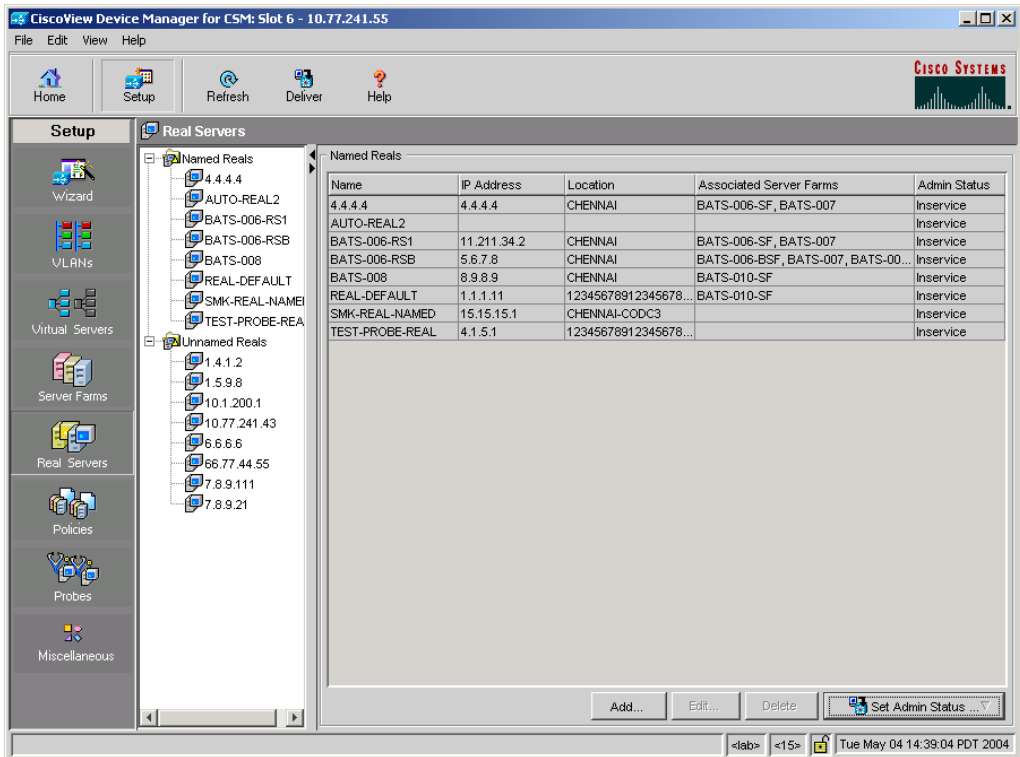 CiscoView Device Manager for CSM: Slot 6 - 10.77.241.55
File Edit View Help
Home Setup Refresh Deliver Help
CISCO SYSTEMS
Setup
Real Servers
Wizard
VLANs
Virtual Servers
Server Farms
Real Servers
Policies
Probes
Miscellaneous
Named Reals
4.4.4.4
AUTO-REAL2
BATS-006-RS1
BATS-006-RSB
BATS-008
REAL-DEFAULT
SMK-REAL-NAME
TEST-PROBE-REA
Unnamed Reals
1.4.1.2
1.5.9.8
10.1.200.1
10.77.241.43
6.6.6.6
66.77.44.55
7.8.9.111
7.8.9.21
Named Reals
Name IP Address Location Associated Server Farms Admin Status
4.4.4.4 4.4.4.4 CHENNAI BATS-006-SF, BATS-007 Inservice
AUTO-REAL2 Inservice
BATS-006-RS1 11.211.34.2 CHENNAI BATS-006-SF, BATS-007 Inservice
BATS-006-RSB 5.6.7.8 CHENNAI BATS-006-BSF, BATS-007, BATS-00... Inservice
BATS-008 8.9.8.9 CHENNAI BATS-010-SF Inservice
REAL-DEFAULT 1.1.1.11 12345678912345678... BATS-010-SF Inservice
SMK-REAL-NAMED 15.15.15.1 CHENNAI-CODC3 Inservice
TEST-PROBE-REAL 4.1.5.1 12345678912345678... Inservice
Add... Edit... Delete Set Admin Status ...
<lab> <15> Tue May 04 14:39:04 PDT 2004